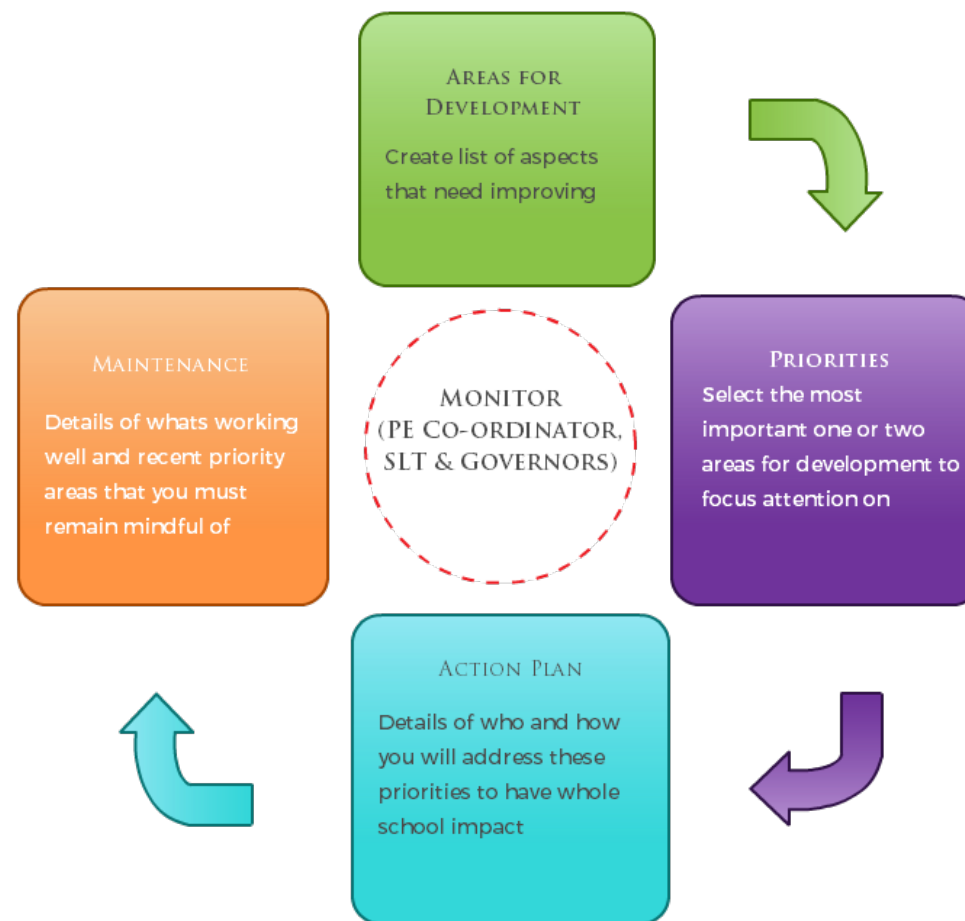 AREAS FOR
DEVELOPMENT
Create list of aspects
that need improving
PRIORITIES
Select the most
important one or two
areas for development to
focus attention on
ACTION PLAN
Details of who and how
you will address these
priorities to have whole
school impact
MAINTENANCE
Details of whats working
well and recent priority
areas that you must
remain mindful of
MONITOR
(PE CO-ORDINATOR,
SLT & GOVERNORS)